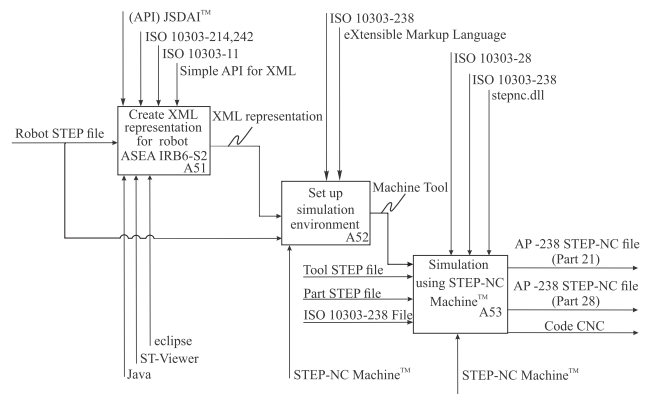 (API) JSDAI™
ISO 10303-214,242
ISO 10303-11
Simple API for XML
ISO 10303-238
eXtensible Markup Language
ISO 10303-28
ISO 10303-238
stepnc.dll
Robot STEP file
Create XML
representation
for robot
ASEA IRB6-S2
A51
XML representation
Set up
simulation
environment
A52
Machine Tool
Tool STEP file
Part STEP file
ISO 10303-238 File
Simulation
using STEP-NC
Machine™
A53
AP -238 STEP-NC file
(Part 21)
AP -238 STEP-NC file
(Part 28)
Code CNC
eclipse
ST-Viewer
Java
STEP-NC Machine™
STEP-NC Machine™